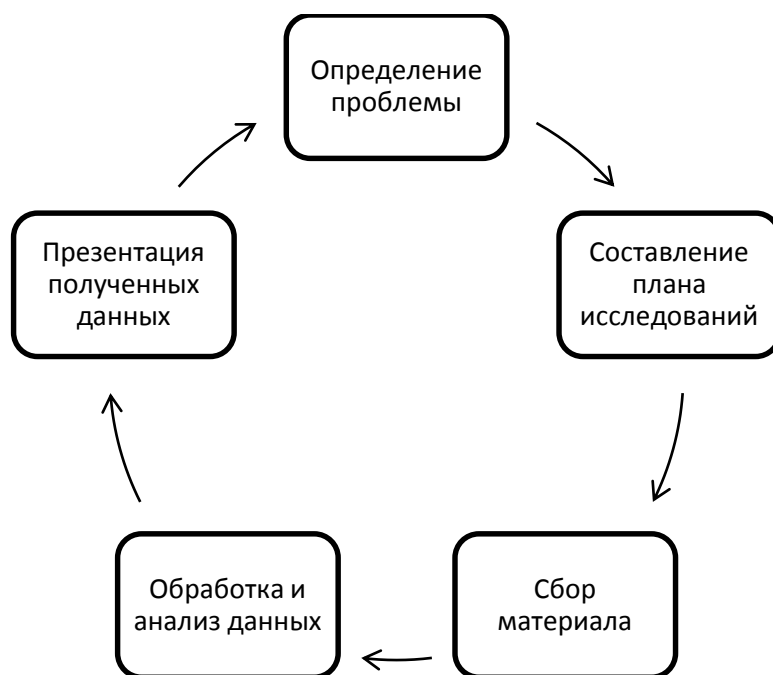 Определение
проблемы
Составление
плана
исследований
Сбор
материала
Обработка и
анализ данных
Презентация
полученных
данных